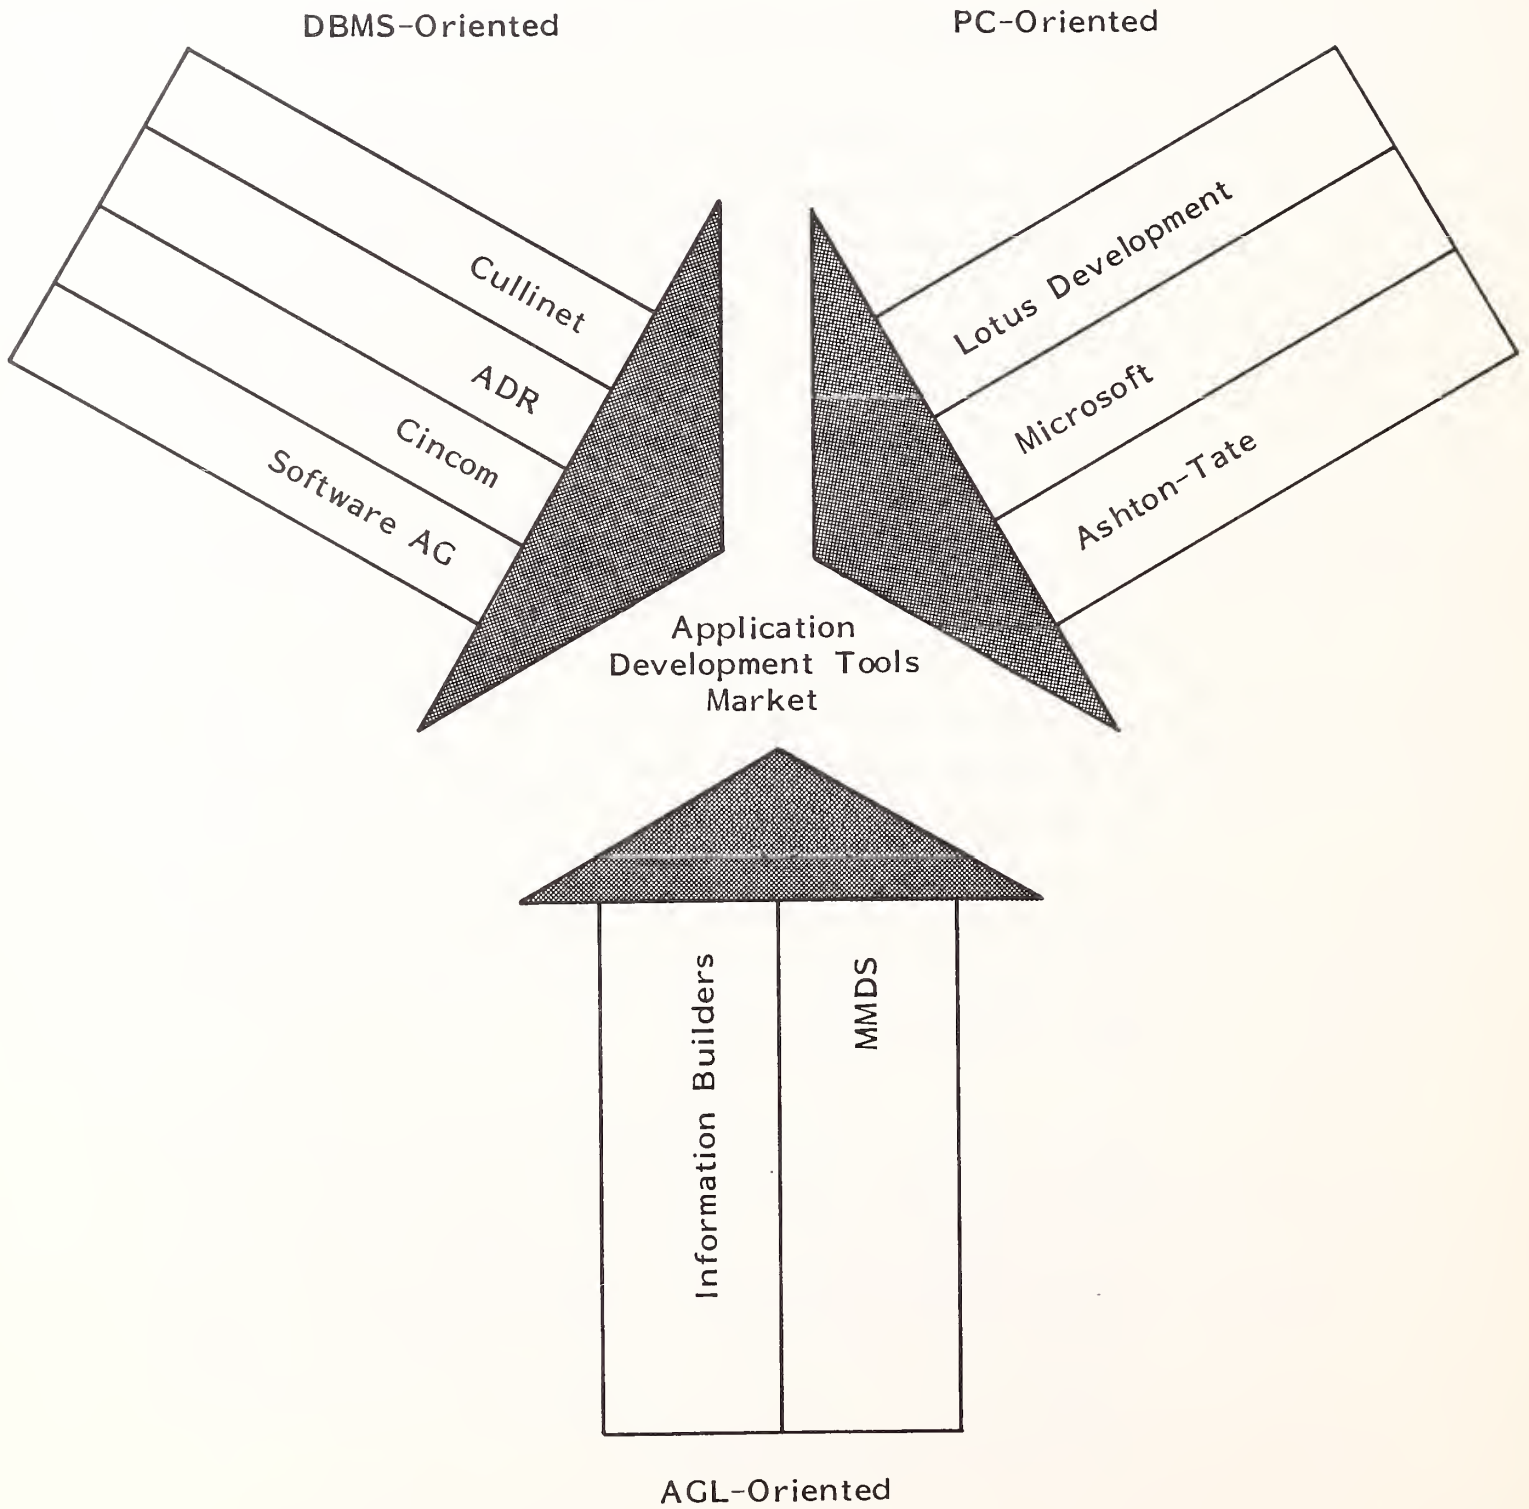 DBMS-Oriented
PC-Oriented
Cullinet
ADR
Cincom
Software AG
Lotus Development
Microsoft
Ashton-Tate
Application
Development Tools
Market
Information Builders
MMDS
AGL-Oriented